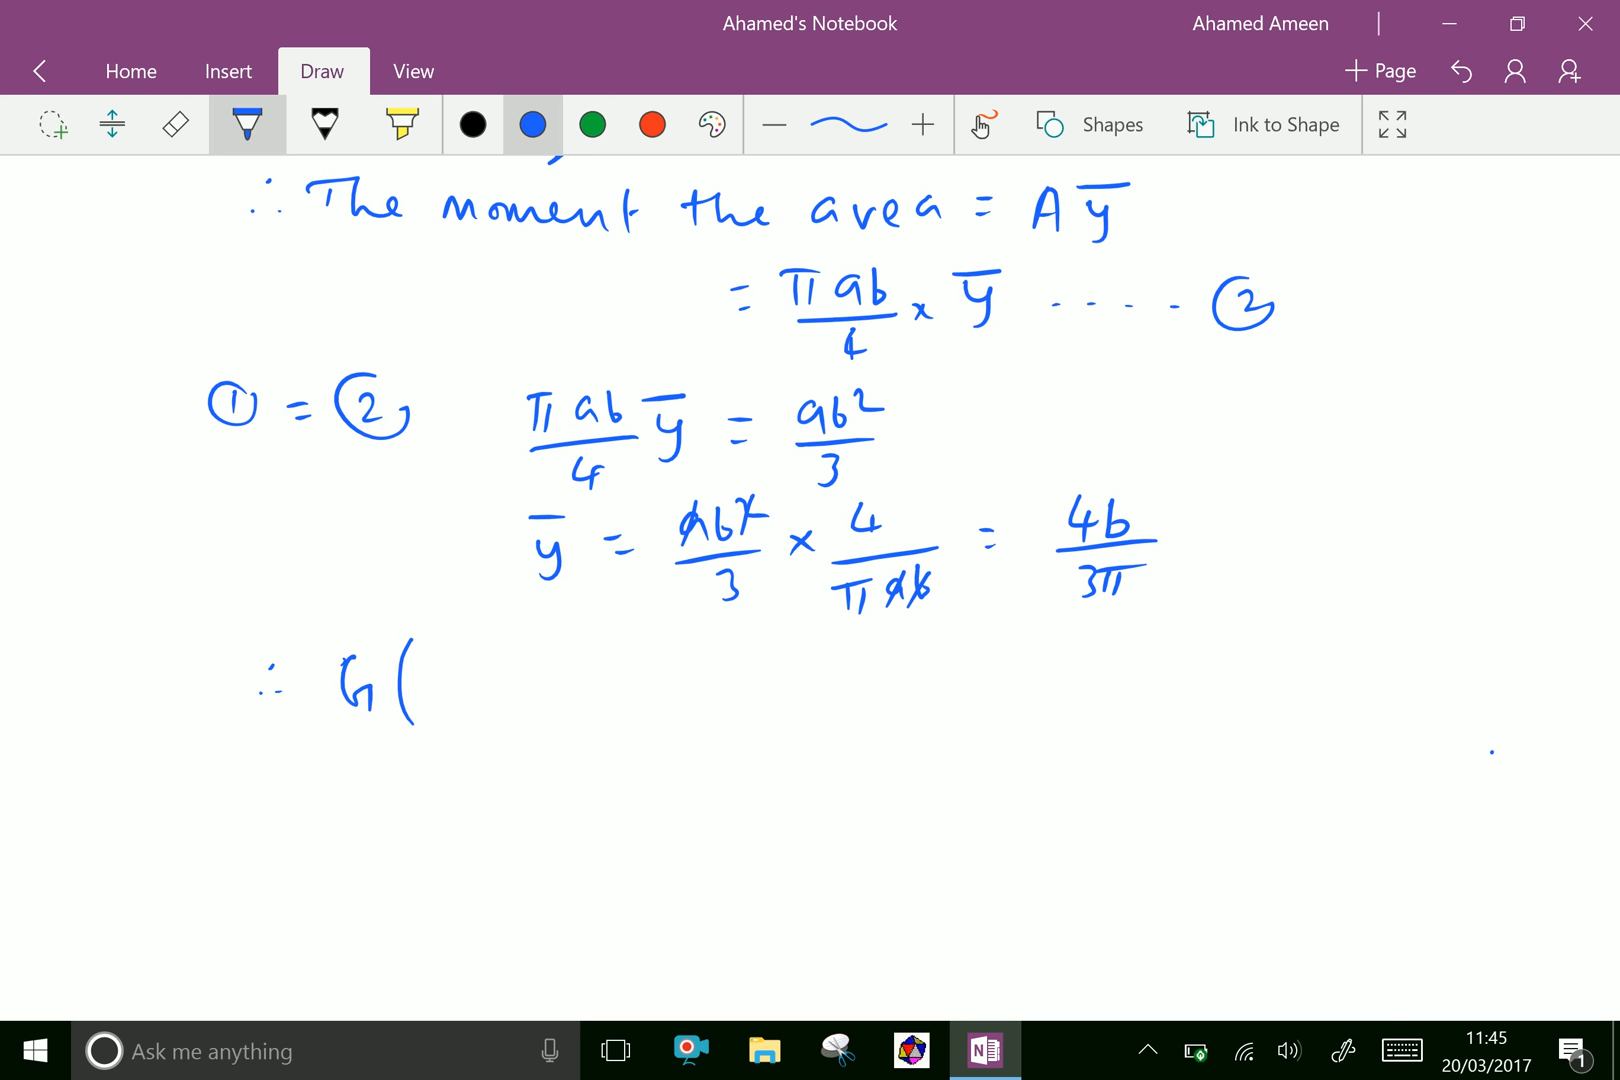 Ahamed's Notebook Ahamed Ameen
Home Insert Draw View Page
Shapes Ink to Shape
∴ The moment the area = Aȳ
= πab/4 × ȳ ..... ②
① = ② πab/4 ȳ = ab²/3
ȳ = ab²/3 × 4/πab = 4b/3π
∴ G(
Ask me anything
N
11:45
20/03/2017
1